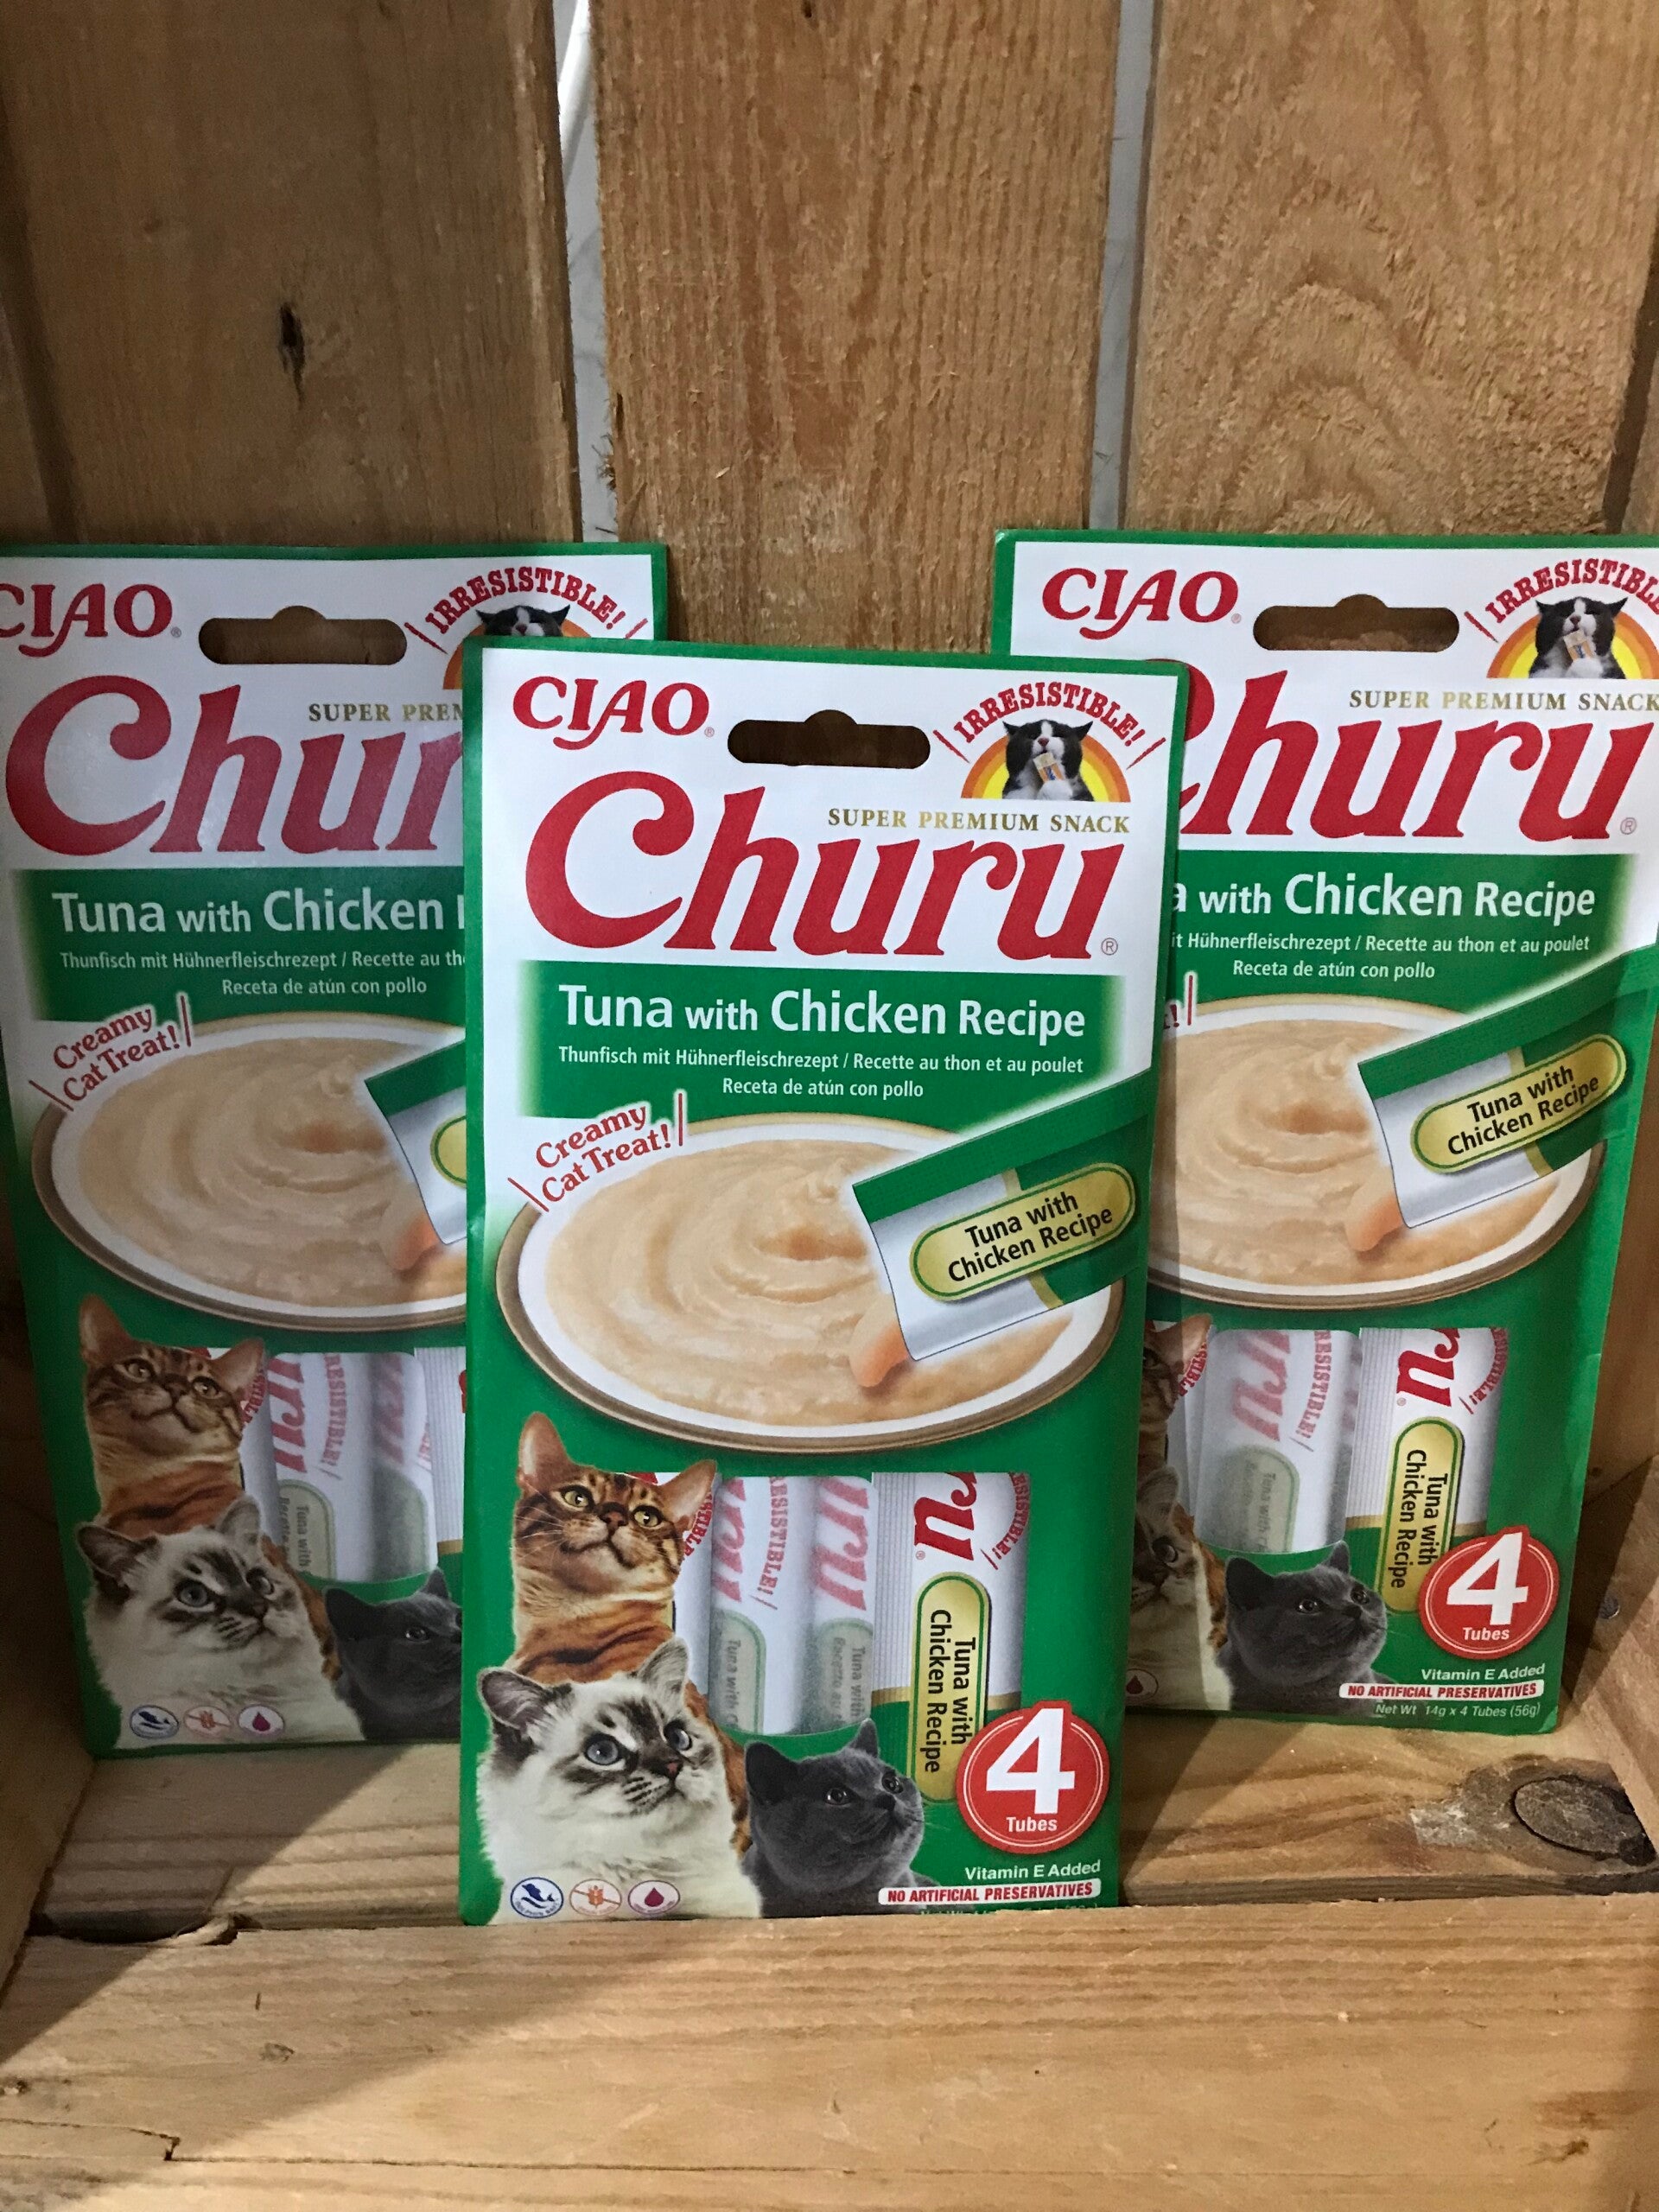 CIAO®
IRRESISTIBLE!
SUPER PREM
Chur
Tuna with Chicken
Thunfisch mit Hühnerfleischrezept / Recette au th
Receta de atún con pollo
Creamy
Cat Treat!
Tuna with
CIAO®
IRRESISTIBLE!
SUPER PREMIUM SNACK
Churu®
Tuna with Chicken Recipe
Thunfisch mit Hühnerfleischrezept / Recette au thon et au poulet
Receta de atún con pollo
Creamy
Cat Treat!
Tuna with
Chicken Recipe
Tuna with
Chicken Recipe
4
Tubes
Vitamin E Added
NO ARTIFICIAL PRESERVATIVES
CIAO®
IRRESISTIBL
SUPER PREMIUM SNACK
Churu®
a with Chicken Recipe
it Hühnerfleischrezept / Recette au thon et au poulet
Receta de atún con pollo
Tuna with
Chicken Recipe
Tuna with
Chicken Recipe
4
Tubes
Vitamin E Added
NO ARTIFICIAL PRESERVATIVES
Net Wt 14g x 4 Tubes (56g)